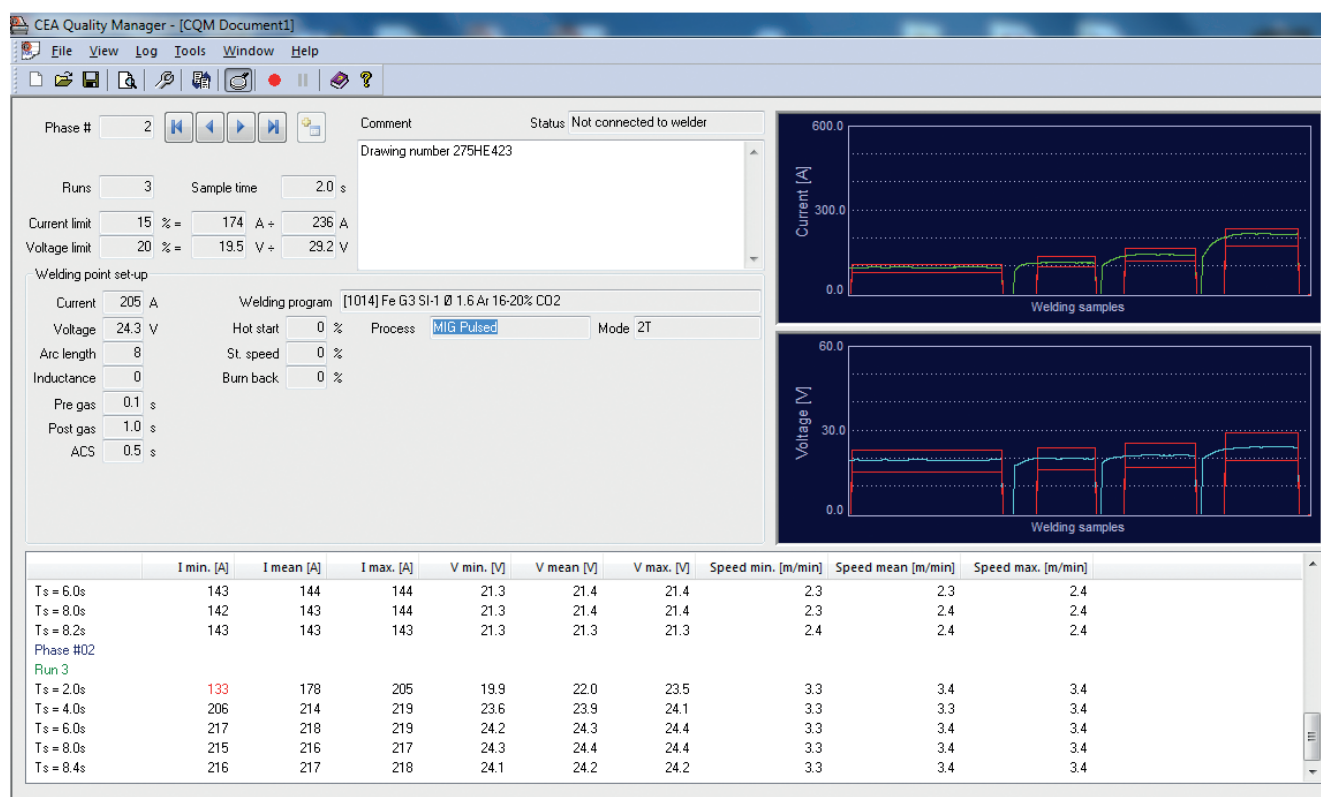 CEA Quality Manager - [CQM Document1]
File View Log Tools Window Help
Phase # 2 Comment Status Not connected to welder
Drawing number 275HE423
Runs 3 Sample time 2.0 s
Current limit 15 % = 174 A ÷ 236 A
Voltage limit 20 % = 19.5 V ÷ 29.2 V
Welding point set-up
Current 205 A Welding program [1014] Fe G3 SI-1 Ø 1.6 Ar 16-20% CO2
Voltage 24.3 V Hot start 0 % Process MIG Pulsed Mode 2T
Arc length 8 St. speed 0 %
Inductance 0 Burn back 0 %
Pre gas 0.1 s
Post gas 1.0 s
ACS 0.5 s
600.0
Current [A]
300.0
0.0
Welding samples
60.0
Voltage [V]
30.0
0.0
Welding samples
I min. [A] I mean [A] I max. [A] V min. [V] V mean [V] V max. [V] Speed min. [m/min] Speed mean [m/min] Speed max. [m/min]
Ts = 6.0s 143 144 144 21.3 21.4 21.4 2.3 2.3 2.4
Ts = 8.0s 142 143 144 21.3 21.4 21.4 2.3 2.4 2.4
Ts = 8.2s 143 143 143 21.3 21.3 21.3 2.4 2.4 2.4
Phase #02
Run 3
Ts = 2.0s 133 178 205 19.9 22.0 23.5 3.3 3.4 3.4
Ts = 4.0s 206 214 219 23.6 23.9 24.1 3.3 3.3 3.4
Ts = 6.0s 217 218 219 24.2 24.3 24.4 3.3 3.4 3.4
Ts = 8.0s 215 216 217 24.3 24.4 24.4 3.3 3.4 3.4
Ts = 8.4s 216 217 218 24.1 24.2 24.2 3.3 3.4 3.4